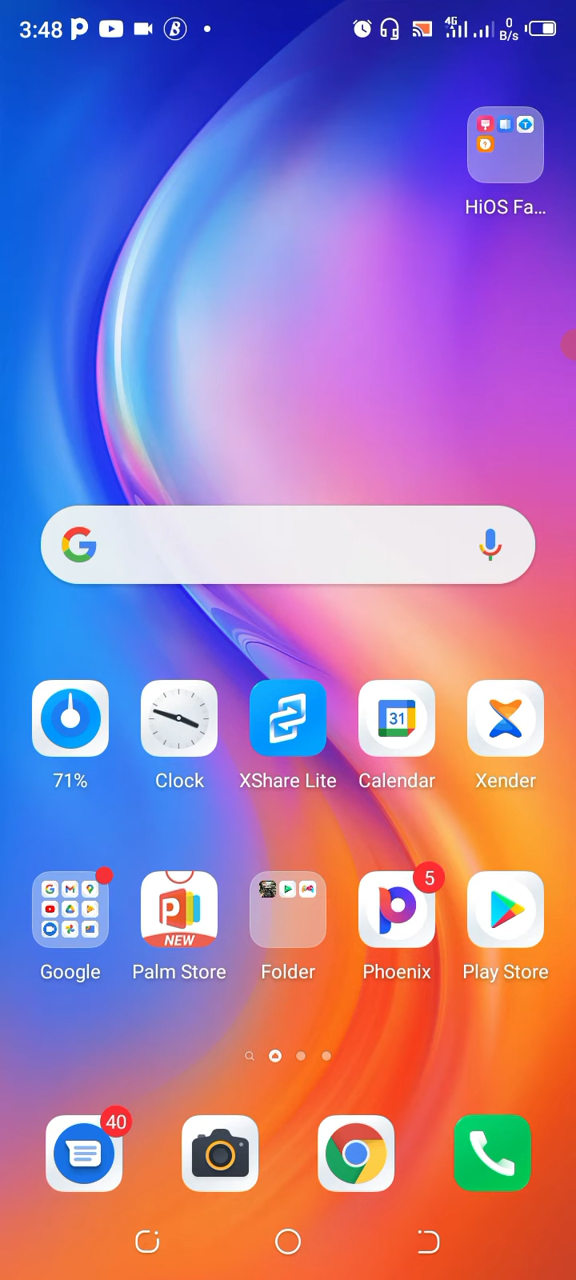 3:48 4G 0 B/s
HiOS Fa...
31
71% Clock XShare Lite Calendar Xender
NEW 5
Google Palm Store Folder Phoenix Play Store
40